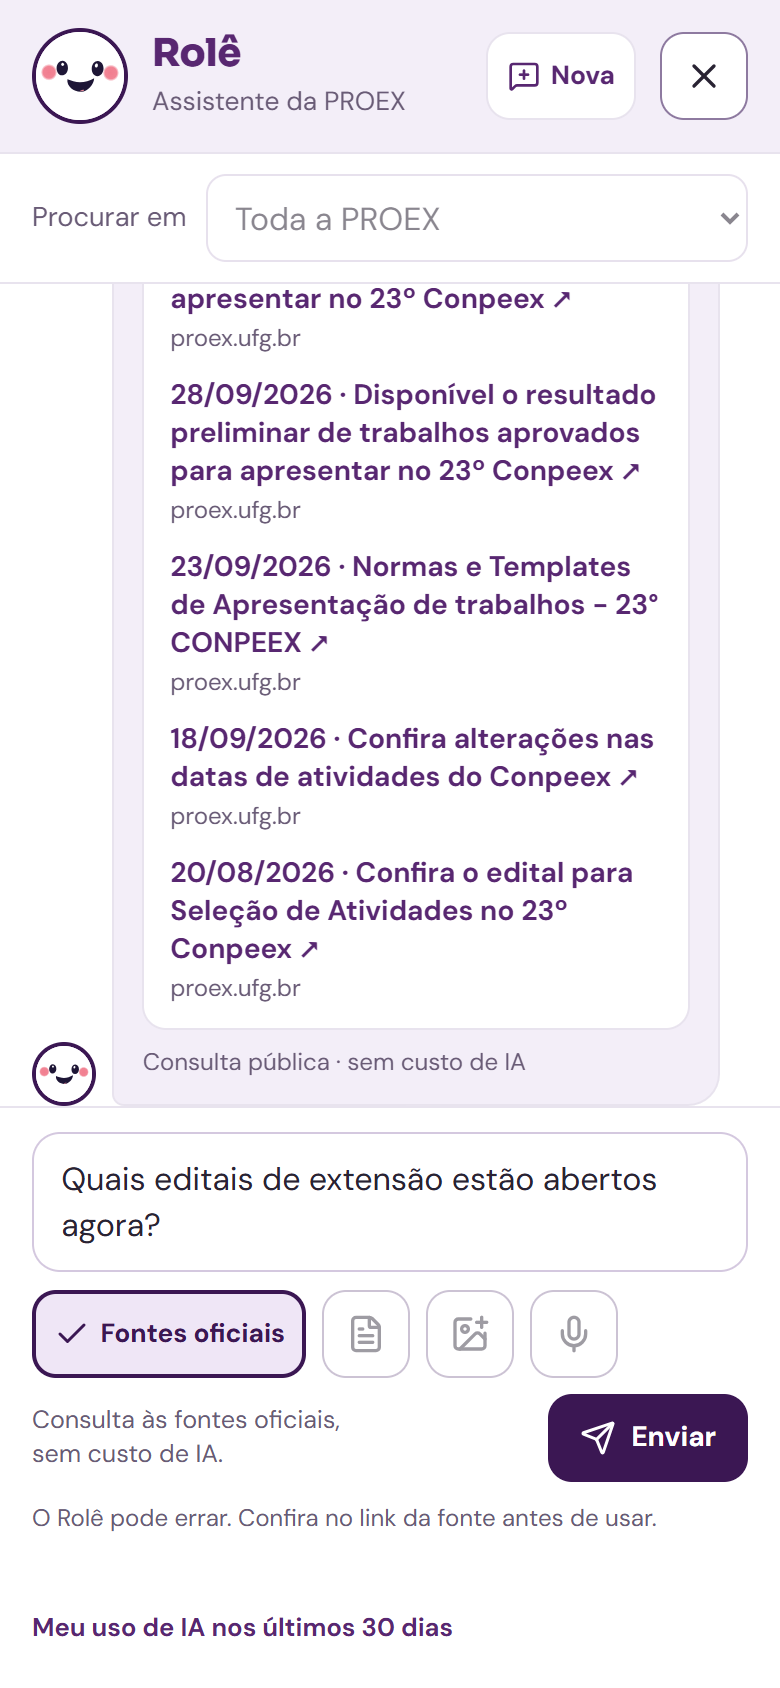 Rolê
Assistente da PROEX
Nova
Procurar em
Toda a PROEX
apresentar no 23º Conpeex ↗
proex.ufg.br
28/09/2026 · Disponível o resultado
preliminar de trabalhos aprovados
para apresentar no 23º Conpeex ↗
proex.ufg.br
23/09/2026 · Normas e Templates
de Apresentação de trabalhos – 23°
CONPEEX ↗
proex.ufg.br
18/09/2026 · Confira alterações nas
datas de atividades do Conpeex ↗
proex.ufg.br
20/08/2026 · Confira o edital para
Seleção de Atividades no 23º
Conpeex ↗
proex.ufg.br
Consulta pública · sem custo de IA
Quais editais de extensão estão abertos
agora?
Fontes oficiais
Consulta às fontes oficiais,
sem custo de IA.
Enviar
O Rolê pode errar. Confira no link da fonte antes de usar.
Meu uso de IA nos últimos 30 dias